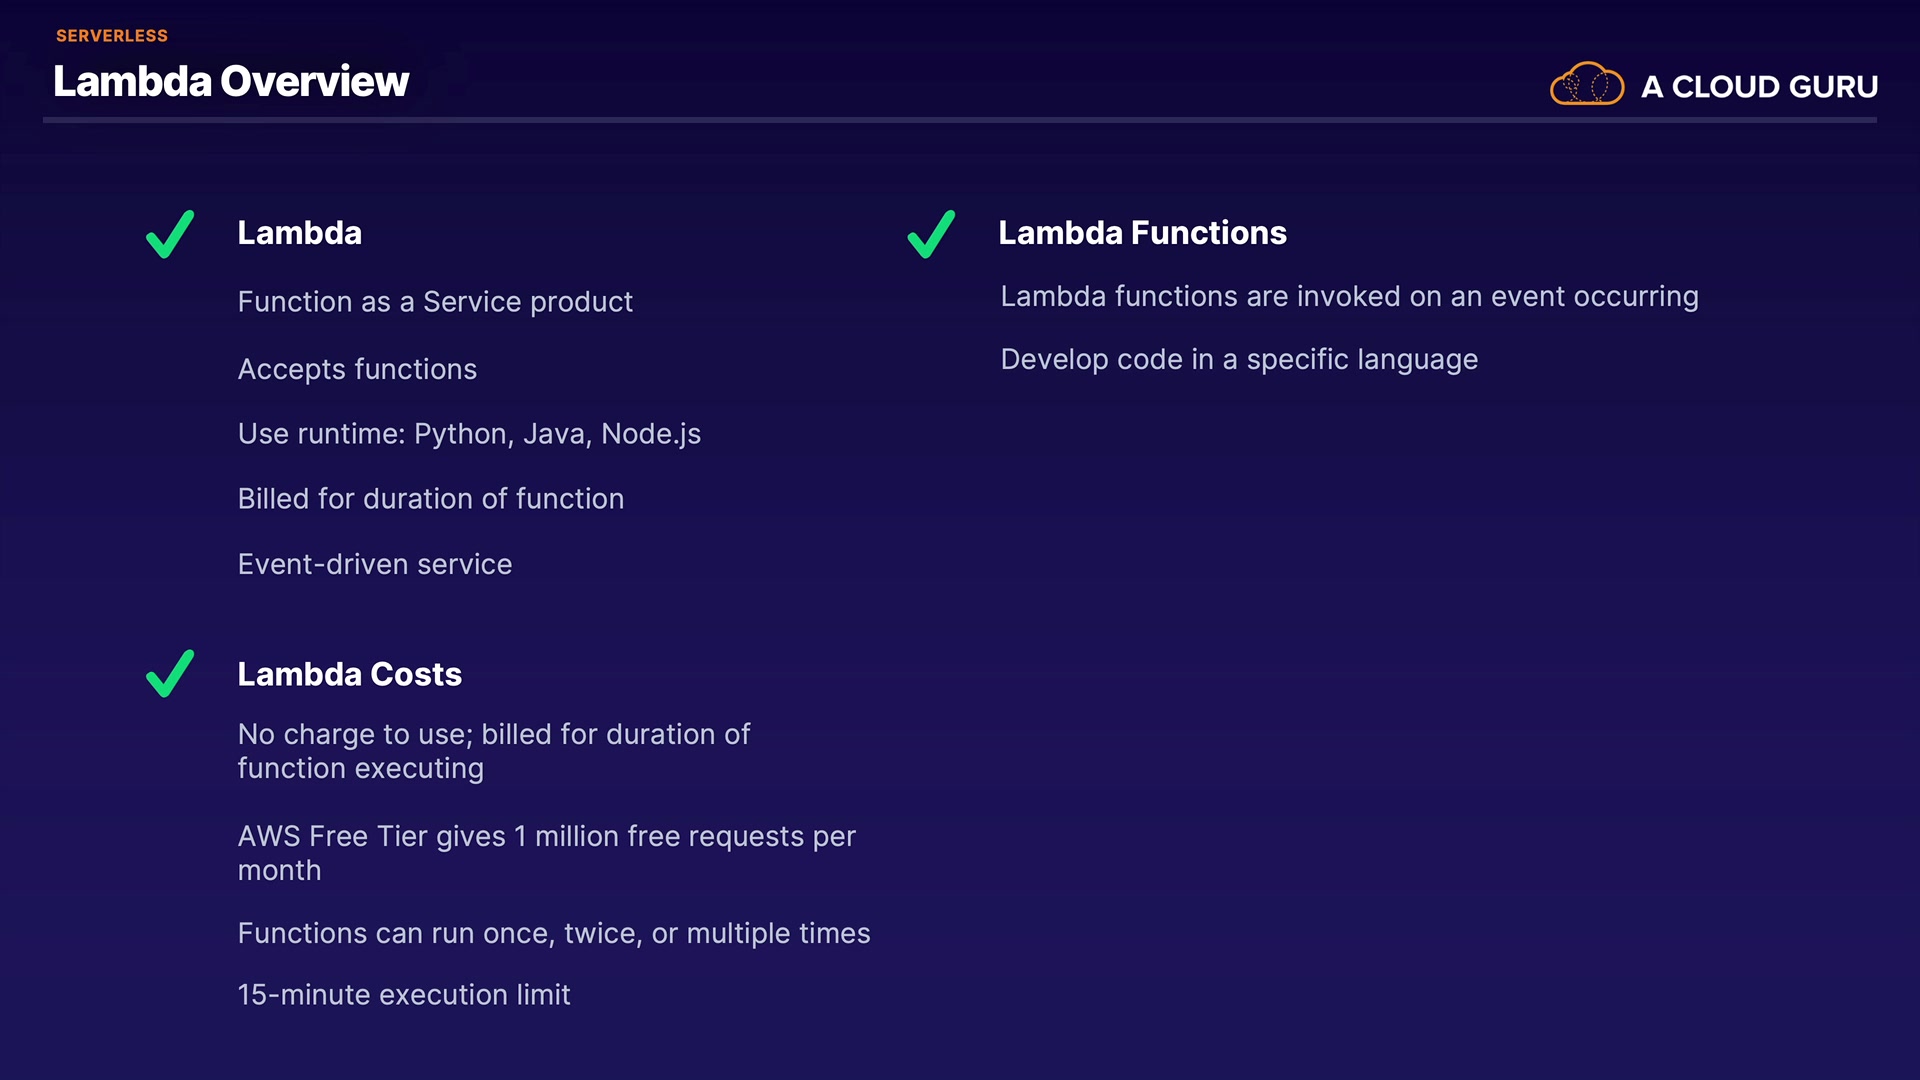 SERVERLESS
Lambda Overview
A CLOUD GURU
Lambda
Function as a Service product
Accepts functions
Use runtime: Python, Java, Node.js
Billed for duration of function
Event-driven service
Lambda Costs
No charge to use; billed for duration of
function executing
AWS Free Tier gives 1 million free requests per
month
Functions can run once, twice, or multiple times
15-minute execution limit
Lambda Functions
Lambda functions are invoked on an event occurring
Develop code in a specific language